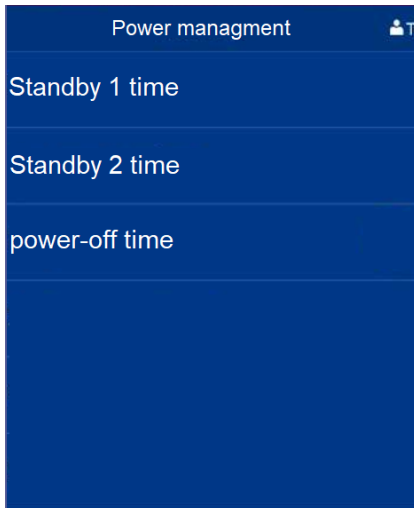 Power managment
T
Standby 1 time
Standby 2 time
power-off time